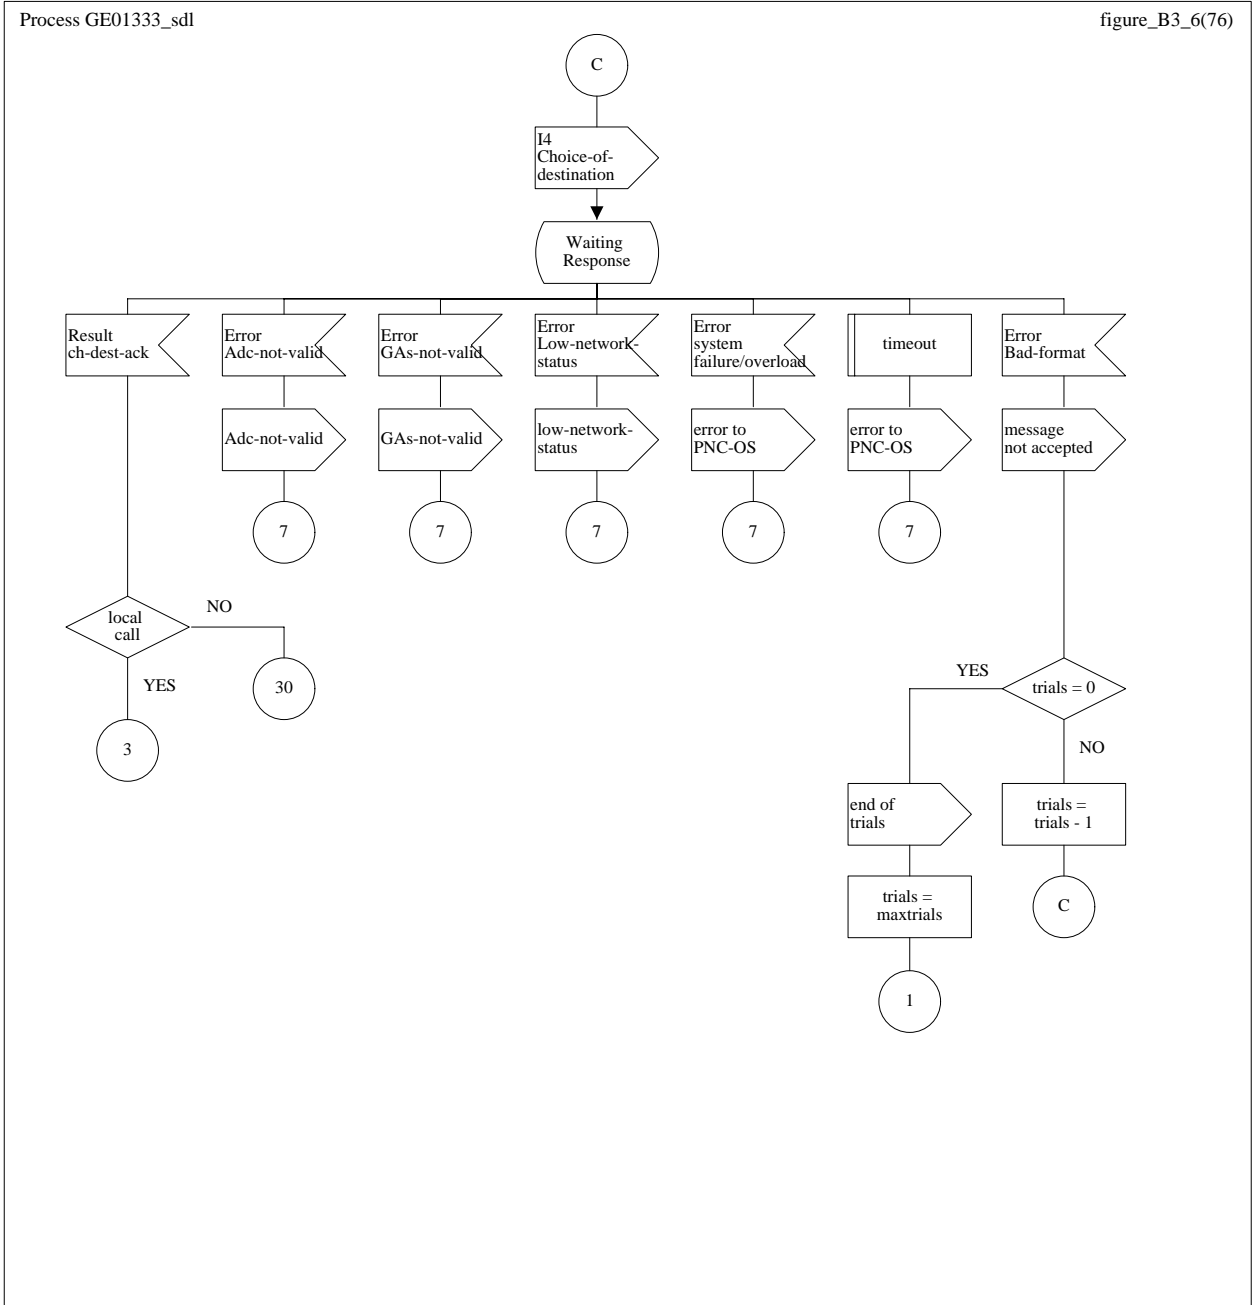 Process GE01333_sdl
figure_B3_6(76)
C
I4
Choice-of-
destination
Waiting
Response
Result
ch-dest-ack
Error
Adc-not-valid
Error
GAs-not-valid
Error
Low-network-
status
Error
system
failure/overload
timeout
Error
Bad-format
Adc-not-valid
GAs-not-valid
low-network-
status
error to
PNC-OS
error to
PNC-OS
message
not accepted
7
7
7
7
7
local
call
NO
YES
30
3
YES
trials = 0
NO
end of
trials
trials =
trials - 1
trials =
maxtrials
C
1